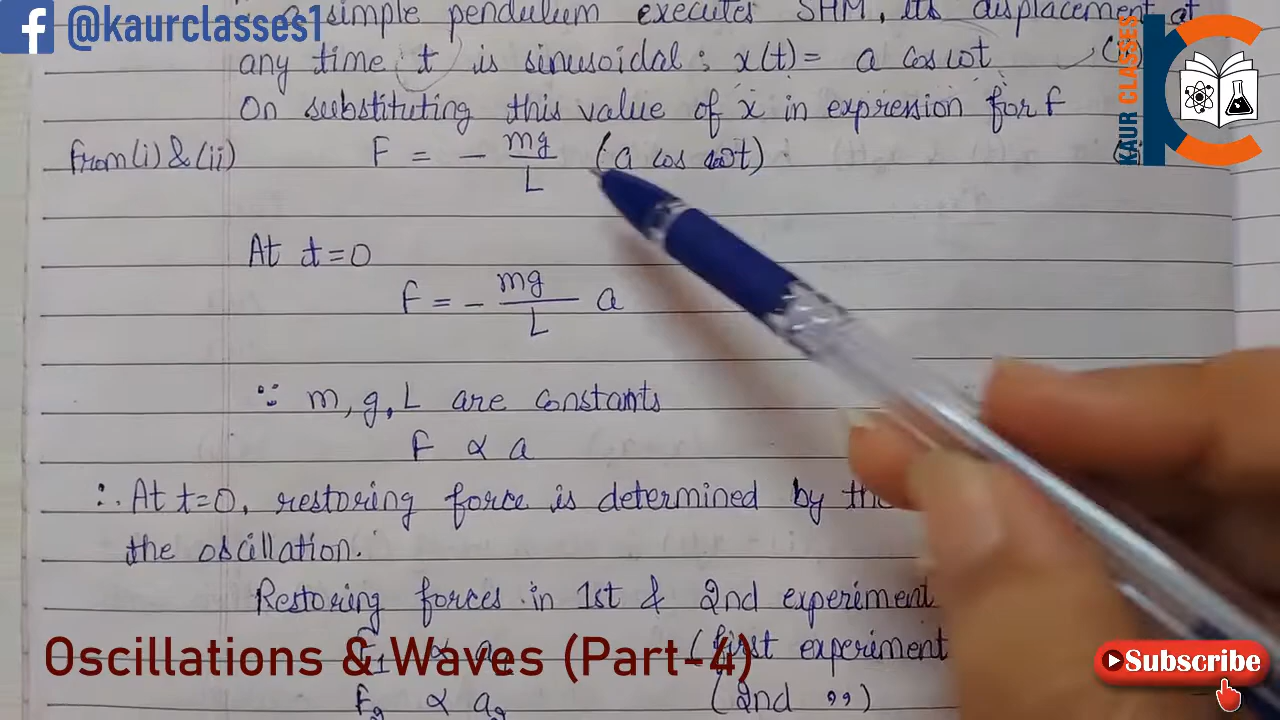 @kaurclasses1
a simple pendulum executes SHM, its displacement at
any time t is sinusoidal; x(t) = a cos ωt (ii)
On substituting this value of x in expression for F
from (i) & (ii) F = - mg/L (a cos ωt)
At t=0
F = - mg/L a
∵ m, g, L are constants
F ∝ a
∴ At t=0, restoring force is determined by the
the oscillation.
Restoring forces in 1st & 2nd experiment
F1 ∝ a1 (first experiment
F2 ∝ a2 (2nd ,,)
KAUR CLASSES
Oscillations & Waves (Part-4)
Subscribe